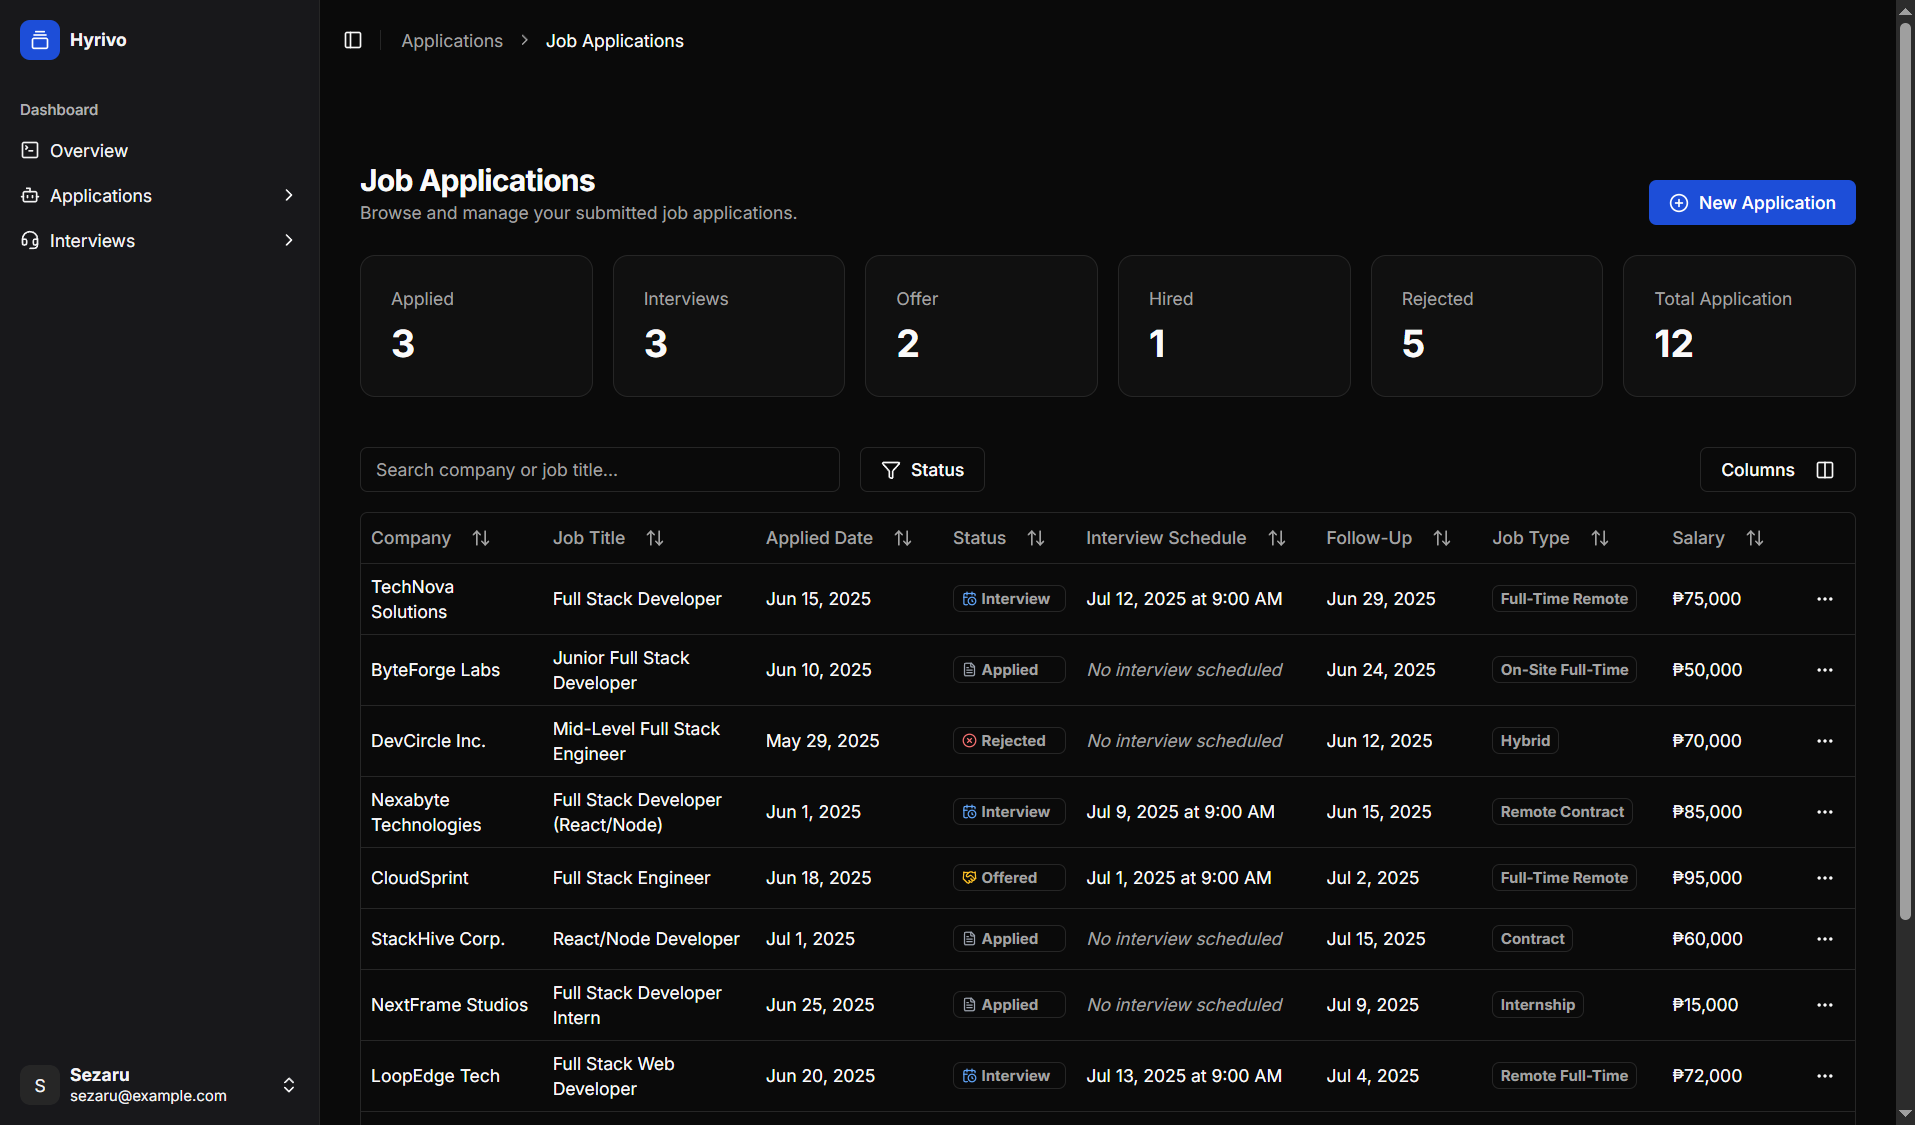 Hyrivo
Dashboard
Overview
Applications
Interviews
Applications > Job Applications
Job Applications
Browse and manage your submitted job applications.
New Application
Applied
3
Interviews
3
Offer
2
Hired
1
Rejected
5
Total Application
12
Search company or job title...
Status
Columns
Company Job Title Applied Date Status Interview Schedule Follow-Up Job Type Salary
TechNova
Solutions
Full Stack Developer Jun 15, 2025 Interview Jul 12, 2025 at 9:00 AM Jun 29, 2025 Full-Time Remote ₱75,000
ByteForge Labs
Junior Full Stack
Developer
Jun 10, 2025 Applied No interview scheduled Jun 24, 2025 On-Site Full-Time ₱50,000
DevCircle Inc.
Mid-Level Full Stack
Engineer
May 29, 2025 Rejected No interview scheduled Jun 12, 2025 Hybrid ₱70,000
Nexabyte
Technologies
Full Stack Developer
(React/Node)
Jun 1, 2025 Interview Jul 9, 2025 at 9:00 AM Jun 15, 2025 Remote Contract ₱85,000
CloudSprint Full Stack Engineer Jun 18, 2025 Offered Jul 1, 2025 at 9:00 AM Jul 2, 2025 Full-Time Remote ₱95,000
StackHive Corp. React/Node Developer Jul 1, 2025 Applied No interview scheduled Jul 15, 2025 Contract ₱60,000
NextFrame Studios
Full Stack Developer
Intern
Jun 25, 2025 Applied No interview scheduled Jul 9, 2025 Internship ₱15,000
LoopEdge Tech
Full Stack Web
Developer
Jun 20, 2025 Interview Jul 13, 2025 at 9:00 AM Jul 4, 2025 Remote Full-Time ₱72,000
S
Sezaru
sezaru@example.com